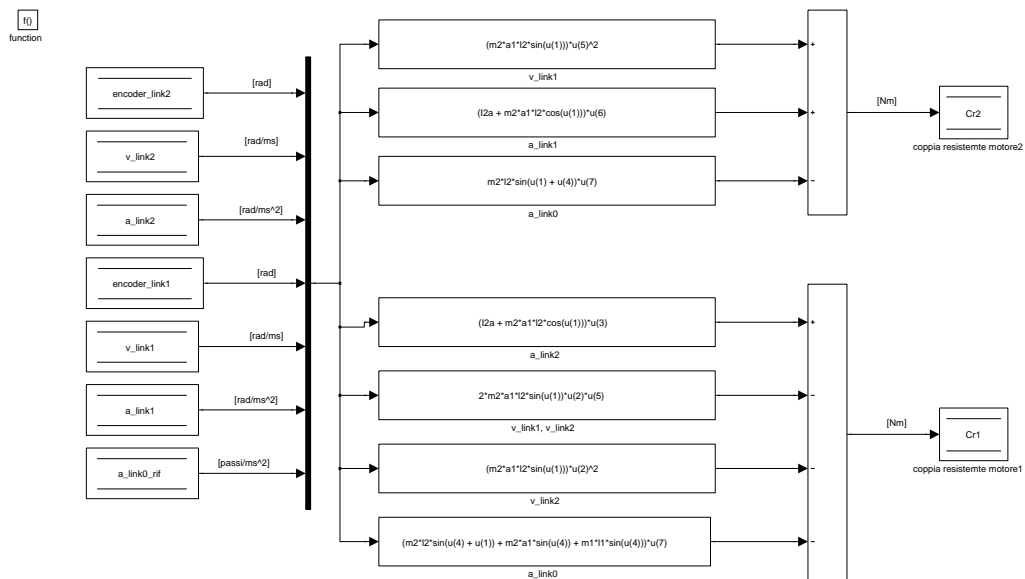 f()
function
encoder_link2
[rad]
v_link2
[rad/ms]
a_link2
[rad/ms^2]
encoder_link1
[rad]
v_link1
[rad/ms]
a_link1
[rad/ms^2]
a_link0_rif
[passi/ms^2]
(m2*a1*l2*sin(u(1)))*u(5)^2
v_link1
(I2a + m2*a1*l2*cos(u(1)))*u(6)
a_link1
m2*l2*sin(u(1) + u(4))*u(7)
a_link0
+
+
−
[Nm]
Cr2
coppia resistemte motore2
(I2a + m2*a1*l2*cos(u(1)))*u(3)
a_link2
2*m2*a1*l2*sin(u(1))*u(2)*u(5)
v_link1, v_link2
(m2*a1*l2*sin(u(1)))*u(2)^2
v_link2
(m2*l2*sin(u(4) + u(1)) + m2*a1*sin(u(4)) + m1*l1*sin(u(4)))*u(7)
a_link0
+
−
−
−
[Nm]
Cr1
coppia resistemte motore1